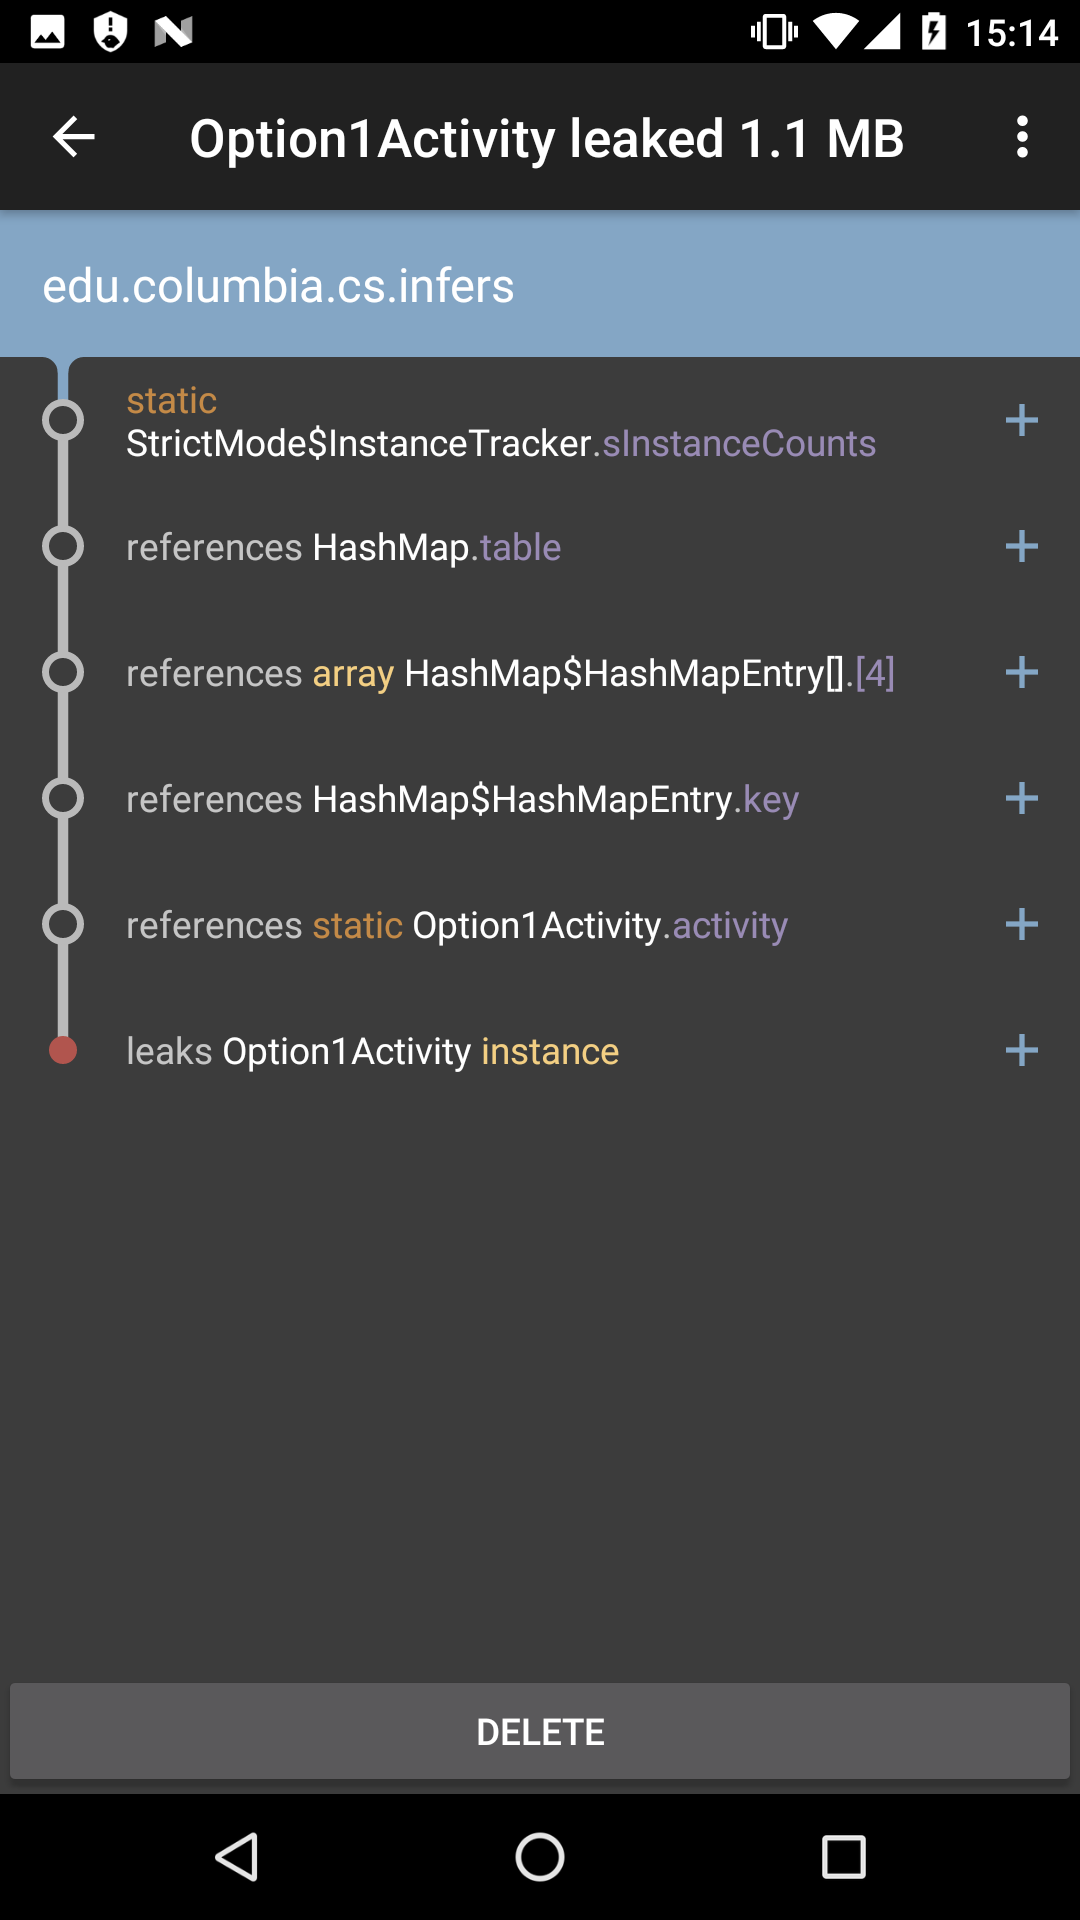 15:14
Option1Activity leaked 1.1 MB
edu.columbia.cs.infers
static
StrictMode$InstanceTracker.sInstanceCounts
references HashMap.table
references array HashMap$HashMapEntry[].[4]
references HashMap$HashMapEntry.key
references static Option1Activity.activity
leaks Option1Activity instance
DELETE